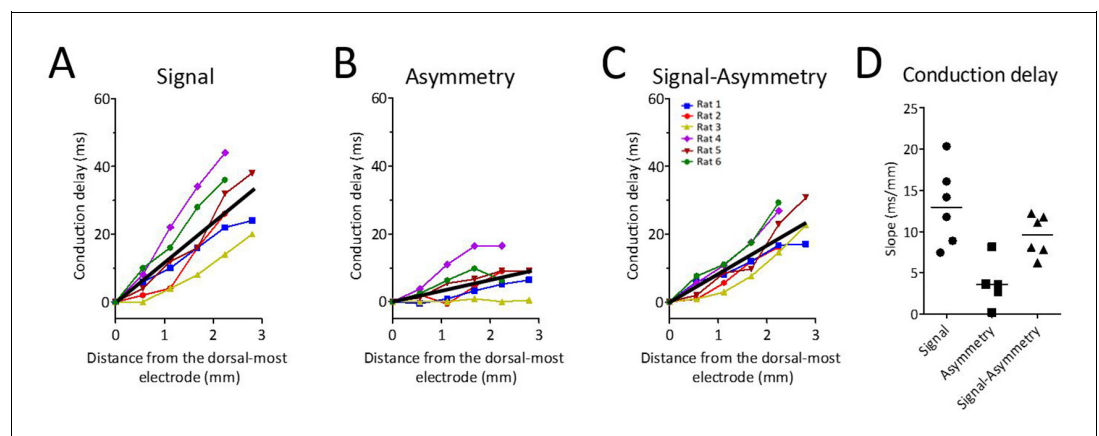 A
Signal
60
40
20
0
Conduction delay (ms)
0
1
2
3
Distance from the dorsal-most
electrode (mm)
B
Asymmetry
60
40
20
0
Conduction delay (ms)
0
1
2
3
Distance from the dorsal-most
electrode (mm)
C
Signal-Asymmetry
60
40
20
0
Conduction delay (ms)
Rat 1
Rat 2
Rat 3
Rat 4
Rat 5
Rat 6
0
1
2
3
Distance from the dorsal-most
electrode (mm)
D
Conduction delay
25
20
15
10
5
0
Slope (ms/mm)
Signal
Asymmetry
Signal-Asymmetry